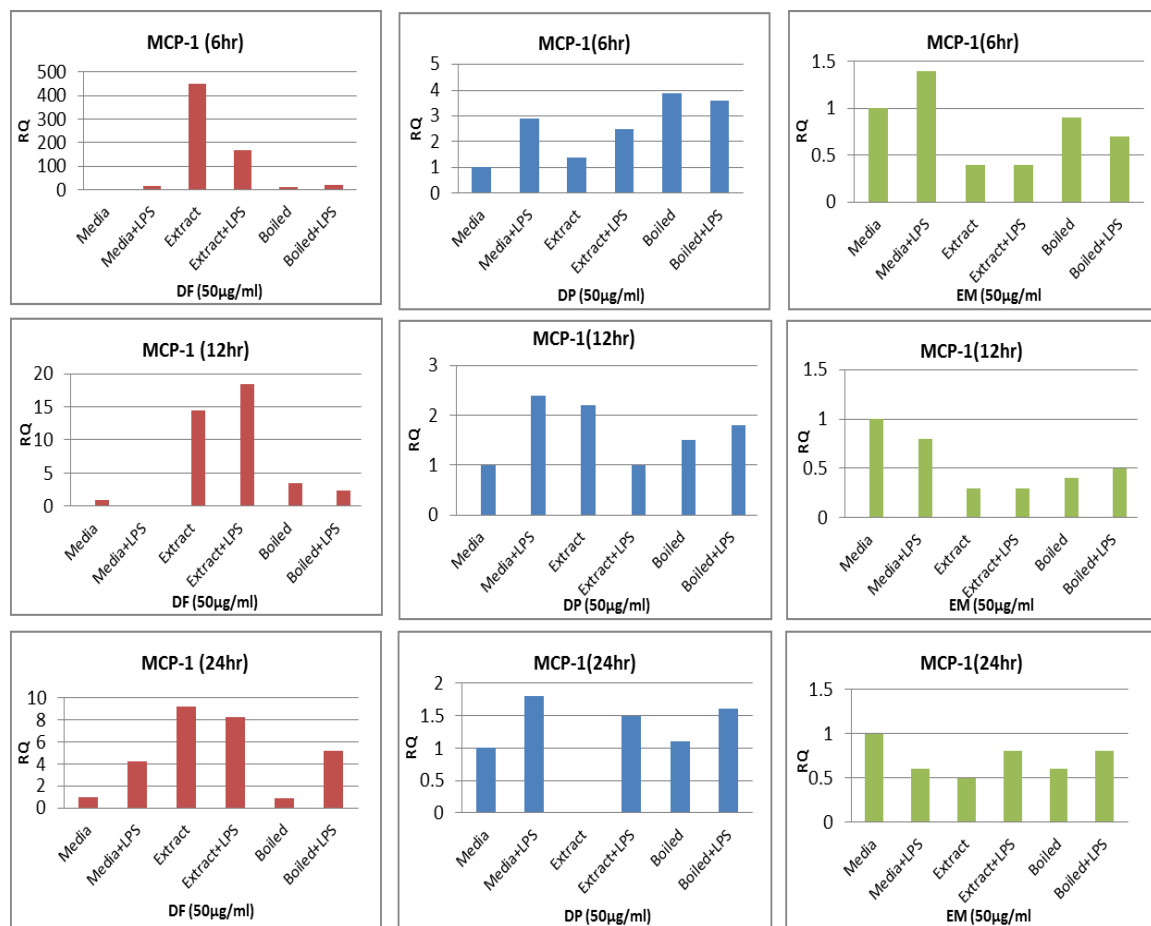 MCP-1 (6hr)
500
400
300
200
100
0
RQ
Media
Media+LPS
Extract
Extract+LPS
Boiled
Boiled+LPS
DF (50µg/ml)
MCP-1(6hr)
5
4
3
2
1
0
RQ
Media
Media+LPS
Extract
Extract+LPS
Boiled
Boiled+LPS
DP (50µg/ml)
MCP-1(6hr)
1.5
1
0.5
0
RQ
Media
Media+LPS
Extract
Extract+LPS
Boiled
Boiled+LPS
EM (50µg/ml
MCP-1 (12hr)
20
15
10
5
0
RQ
Media
Media+LPS
Extract
Extract+LPS
Boiled
Boiled+LPS
DF (50µg/ml)
MCP-1(12hr)
3
2
1
0
RQ
Media
Media+LPS
Extract
Extract+LPS
Boiled
Boiled+LPS
DP (50µg/ml)
MCP-1(12hr)
1.5
1
0.5
0
RQ
Media
Media+LPS
Extract
Extract+LPS
Boiled
Boiled+LPS
EM (50µg/ml
MCP-1 (24hr)
10
8
6
4
2
0
RQ
Media
Media+LPS
Extract
Extract+LPS
Boiled
Boiled+LPS
DF (50µg/ml)
MCP-1(24hr)
2
1.5
1
0.5
0
RQ
Media
Media+LPS
Extract
Extract+LPS
Boiled
Boiled+LPS
DP (50µg/ml)
MCP-1(24hr)
1.5
1
0.5
0
RQ
Media
Media+LPS
Extract
Extract+LPS
Boiled
Boiled+LPS
EM (50µg/ml